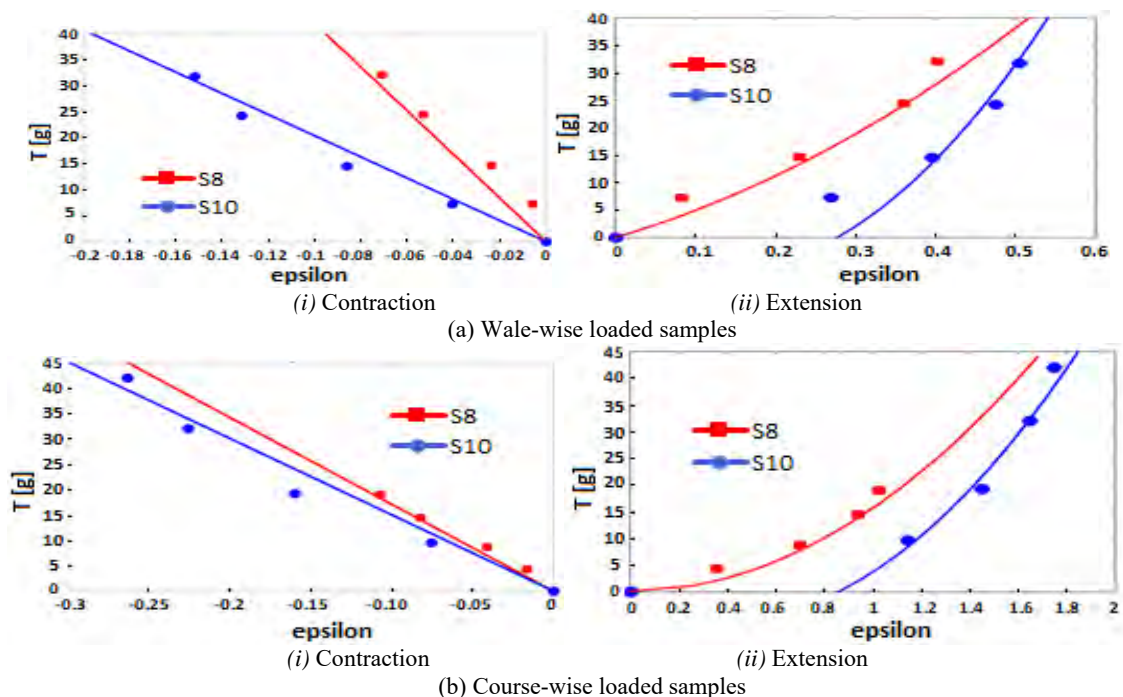 40
35
30
25
20
15
10
5
0
T [g]
S8
S10
-0.2 -0.18 -0.16 -0.14 -0.12 -0.1 -0.08 -0.06 -0.04 -0.02 0
epsilon
(i) Contraction
40
35
30
25
20
15
10
5
0
T [g]
S8
S10
0 0.1 0.2 0.3 0.4 0.5 0.6
epsilon
(ii) Extension
(a) Wale-wise loaded samples
45
40
35
30
25
20
15
10
5
0
T [g]
S8
S10
-0.3 -0.25 -0.2 -0.15 -0.10 -0.05 0
epsilon
(i) Contraction
45
40
35
30
25
20
15
10
5
0
T [g]
S8
S10
0 0.2 0.4 0.6 0.8 1 1.2 1.4 1.6 1.8 2
epsilon
(ii) Extension
(b) Course-wise loaded samples